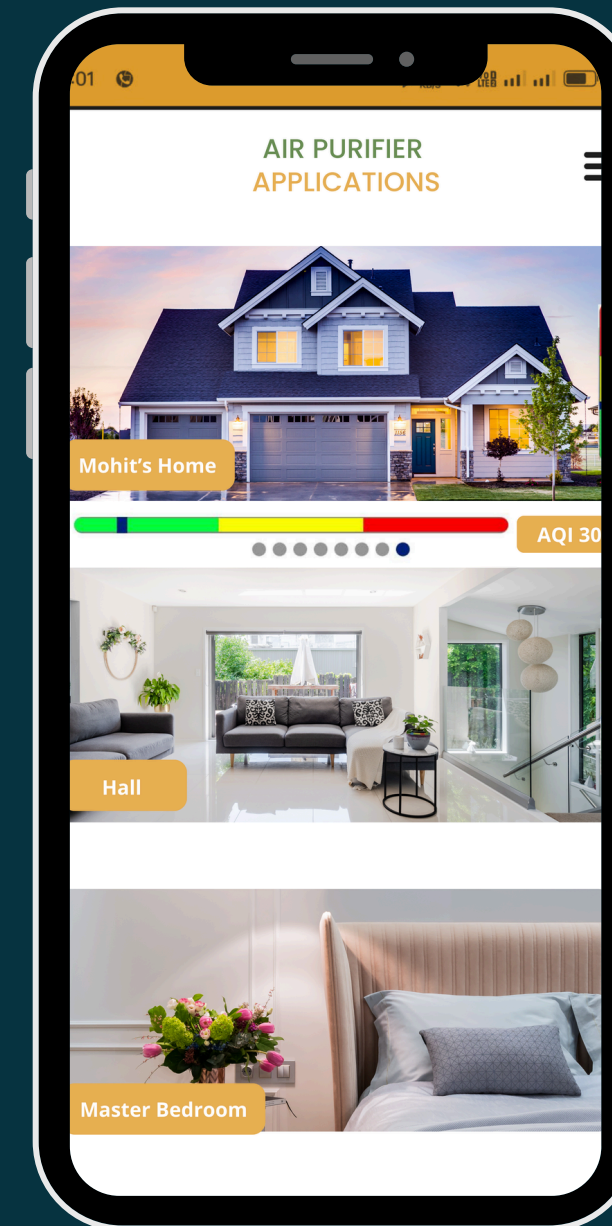 :01
AIR PURIFIER
APPLICATIONS
Mohit's Home
AQI 30
Hall
Master Bedroom